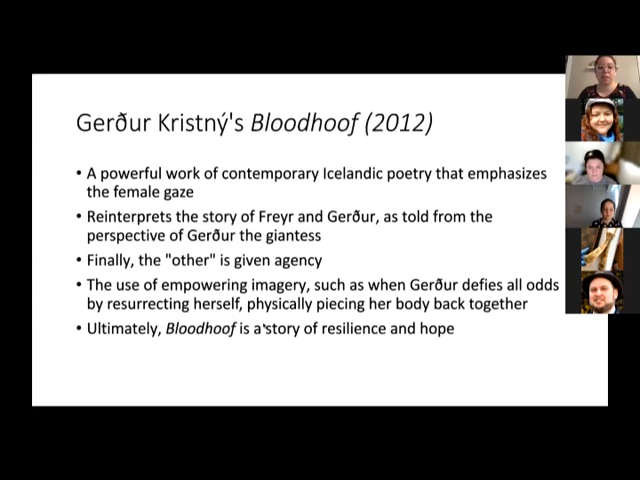 Gerður Kristný's Bloodhoof (2012)
• A powerful work of contemporary Icelandic poetry that emphasizes
the female gaze
• Reinterprets the story of Freyr and Gerður, as told from the
perspective of Gerður the giantess
• Finally, the "other" is given agency
• The use of empowering imagery, such as when Gerður defies all odds
by resurrecting herself, physically piecing her body back together
• Ultimately, Bloodhoof is a story of resilience and hope